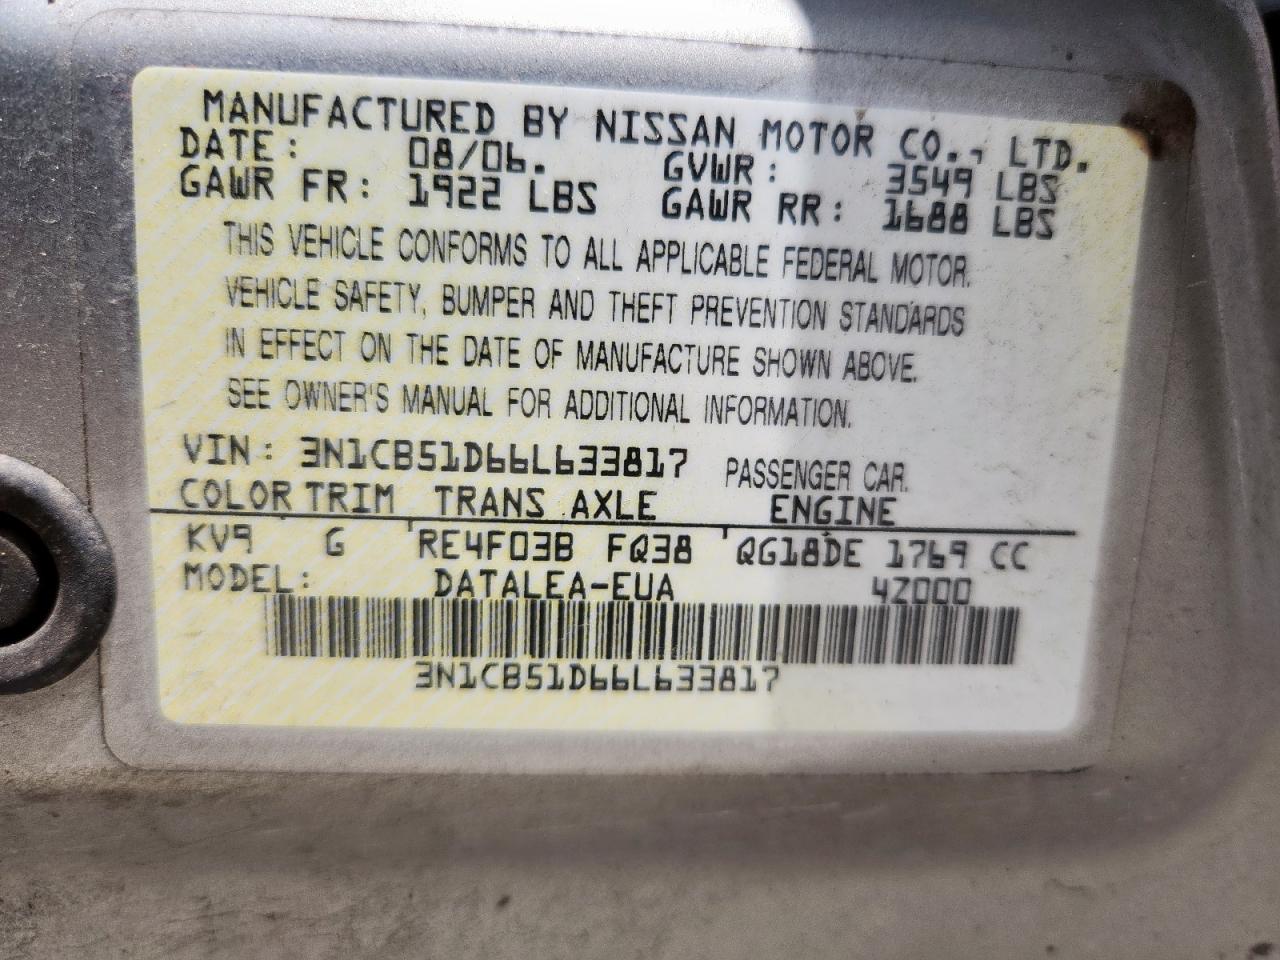 MANUFACTURED BY NISSAN MOTOR CO., LTD.
DATE: 08/06. GVWR: 3549 LBS
GAWR FR: 1922 LBS GAWR RR: 1688 LBS
THIS VEHICLE CONFORMS TO ALL APPLICABLE FEDERAL MOTOR.
VEHICLE SAFETY, BUMPER AND THEFT PREVENTION STANDARDS
IN EFFECT ON THE DATE OF MANUFACTURE SHOWN ABOVE.
SEE OWNER'S MANUAL FOR ADDITIONAL INFORMATION.
VIN: 3N1CB51D66L633817 PASSENGER CAR.
COLOR TRIM TRANS AXLE ENGINE
KV9 G RE4F03B FQ38 QG18DE 1769 CC
MODEL: DATALEA-EUA 4Z000
3N1CB51D66L633817